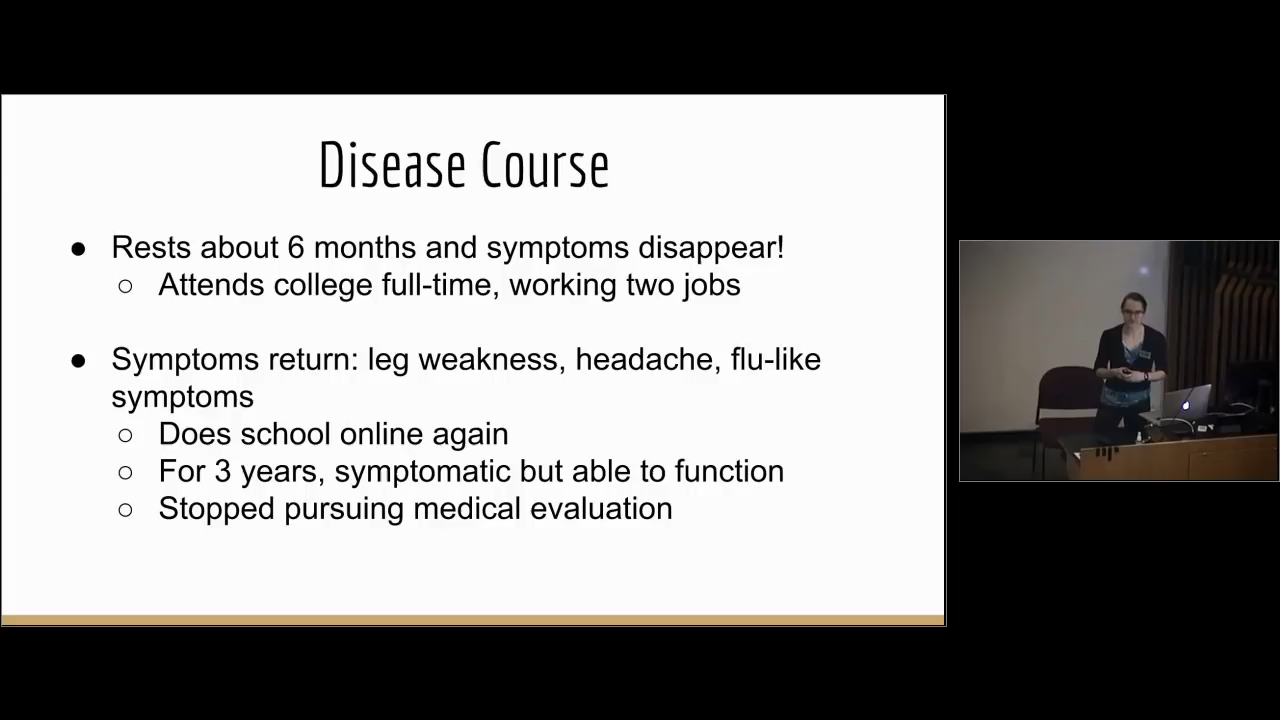 Disease Course
● Rests about 6 months and symptoms disappear!
○ Attends college full-time, working two jobs
● Symptoms return: leg weakness, headache, flu-like
symptoms
○ Does school online again
○ For 3 years, symptomatic but able to function
○ Stopped pursuing medical evaluation